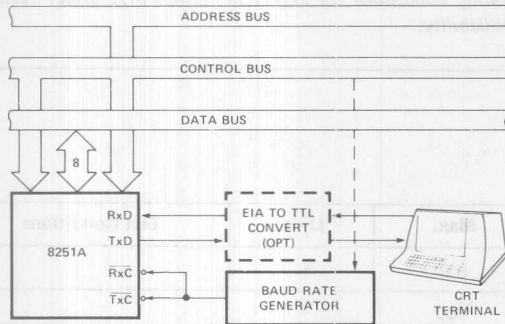 ADDRESS BUS
CONTROL BUS
DATA BUS
8
8251A
RxD
TxD
RxC
TxC
EIA TO TTL
CONVERT
(OPT)
BAUD RATE
GENERATOR
CRT
TERMINAL
Max.